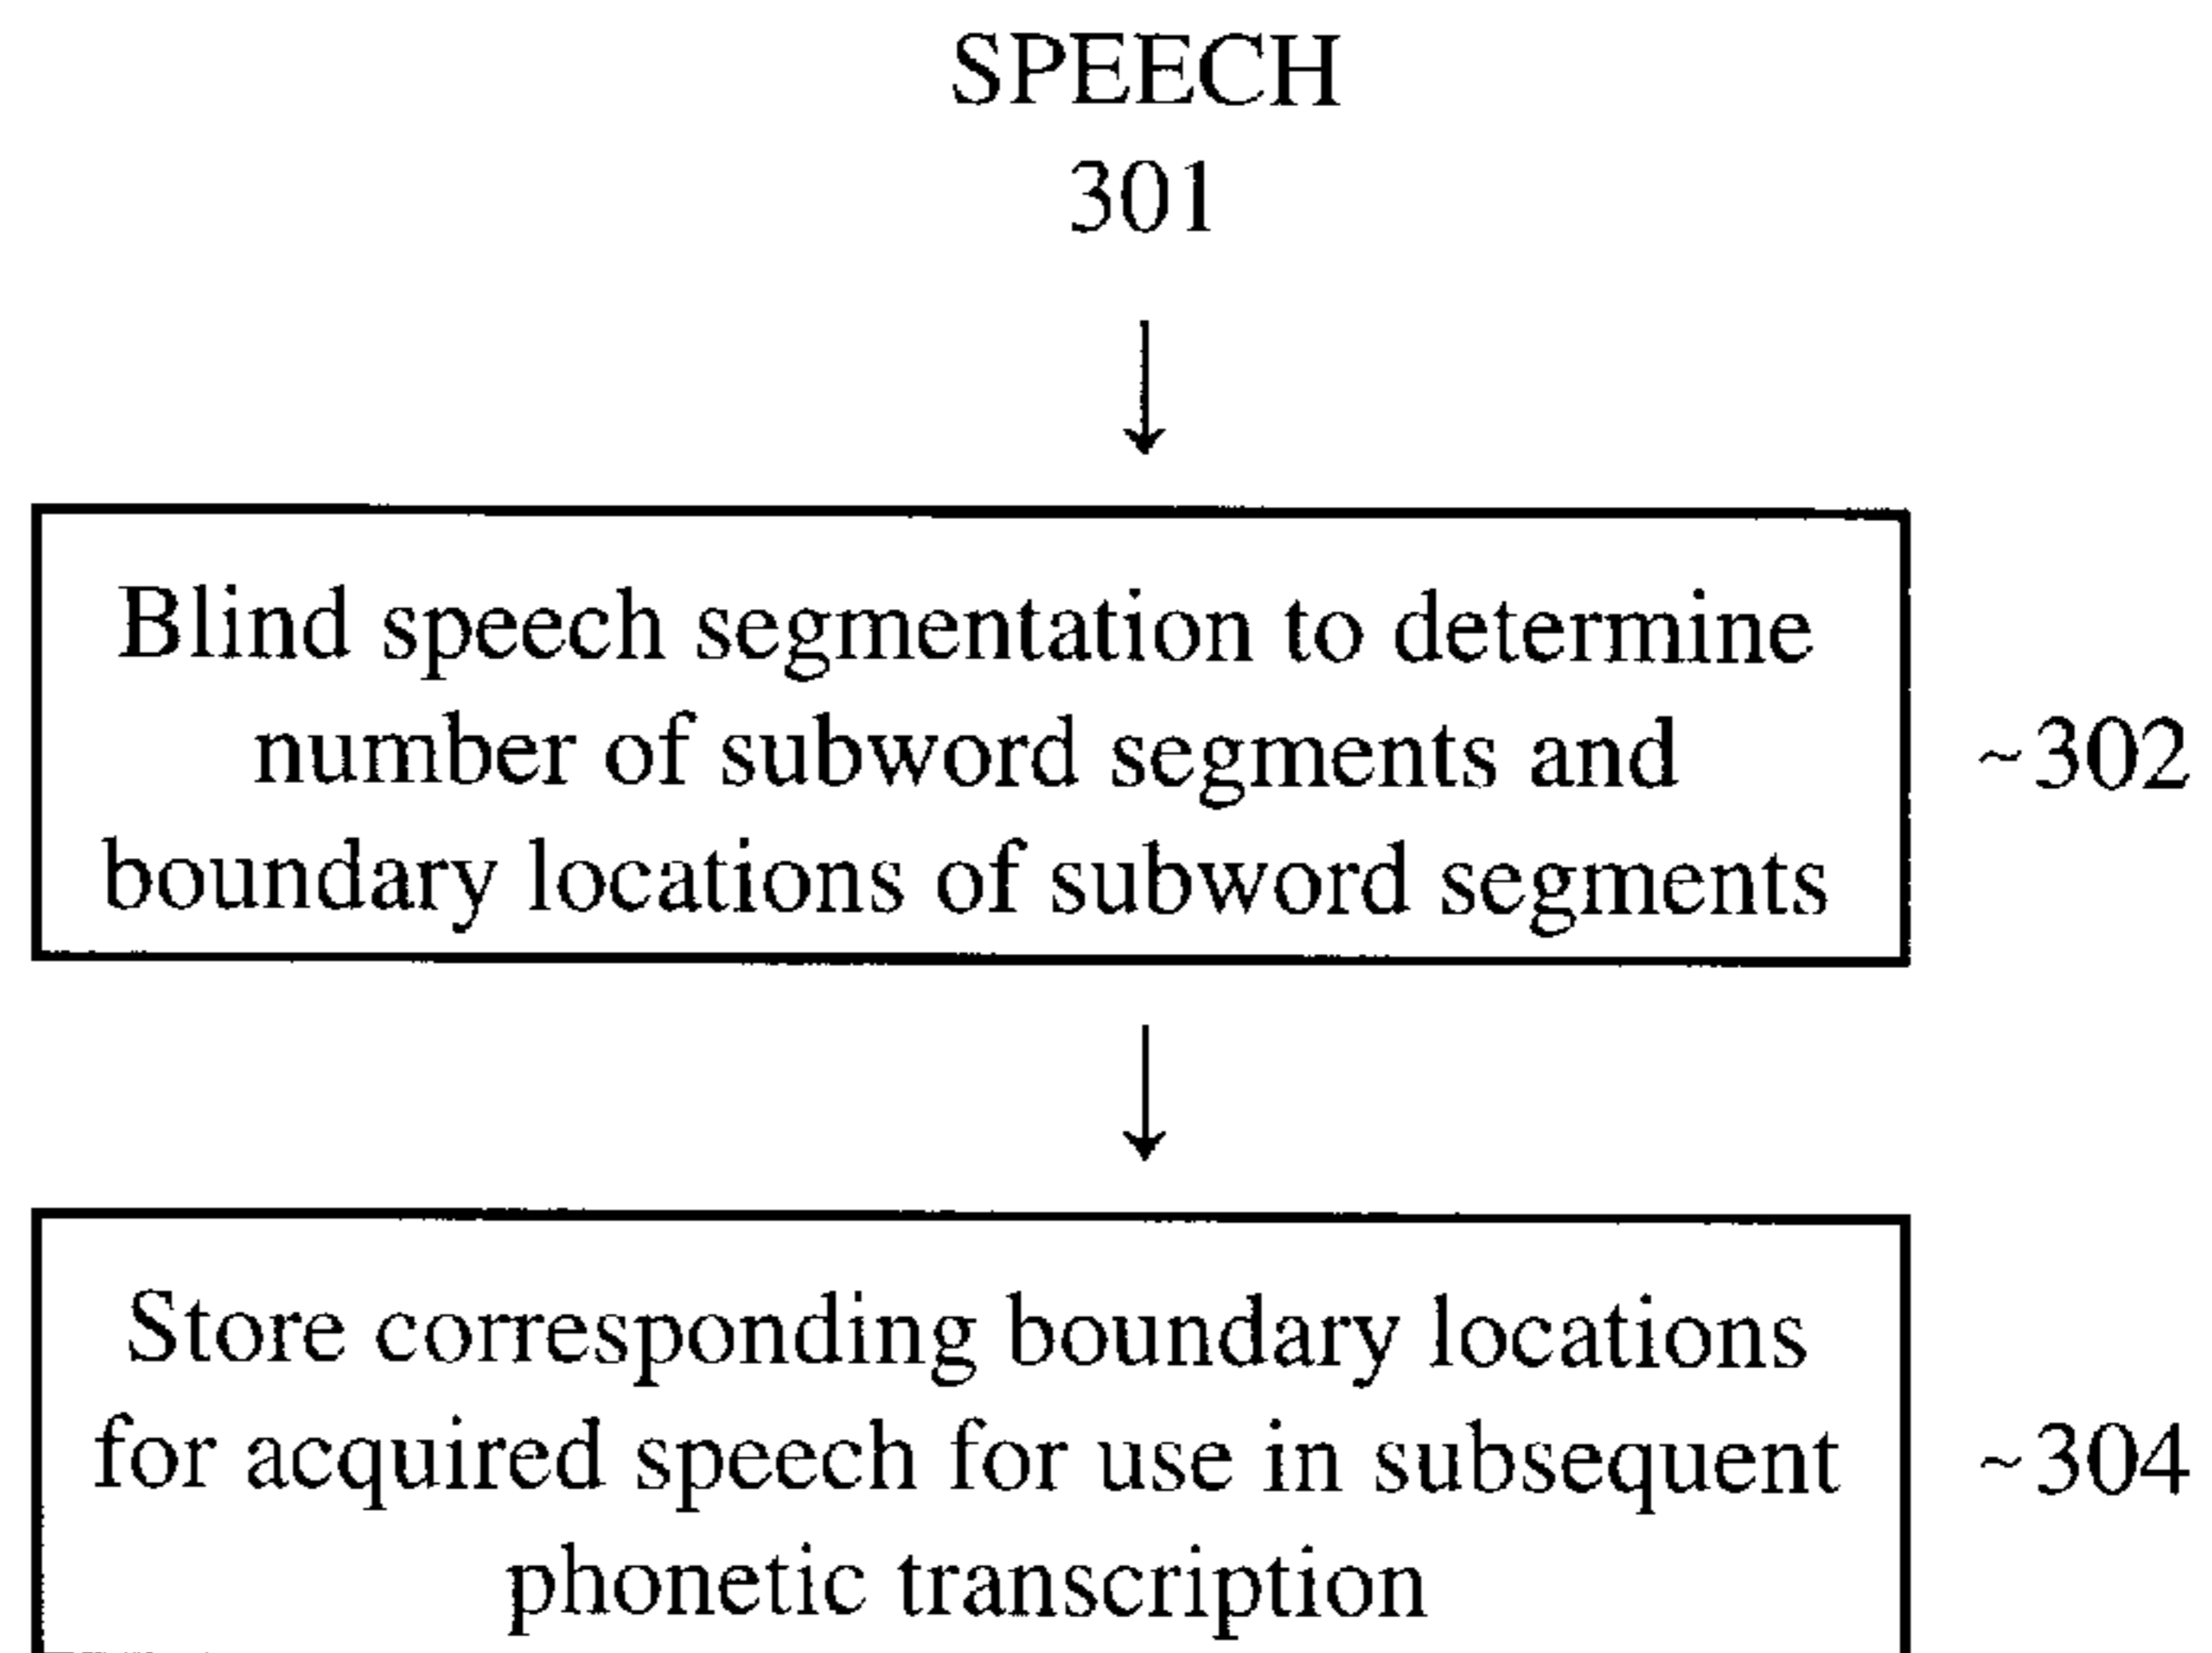 SPEECH
301
Blind speech segmentation to determine
number of subword segments and
boundary locations of subword segments
~302
Store corresponding boundary locations
for acquired speech for use in subsequent
phonetic transcription
~304